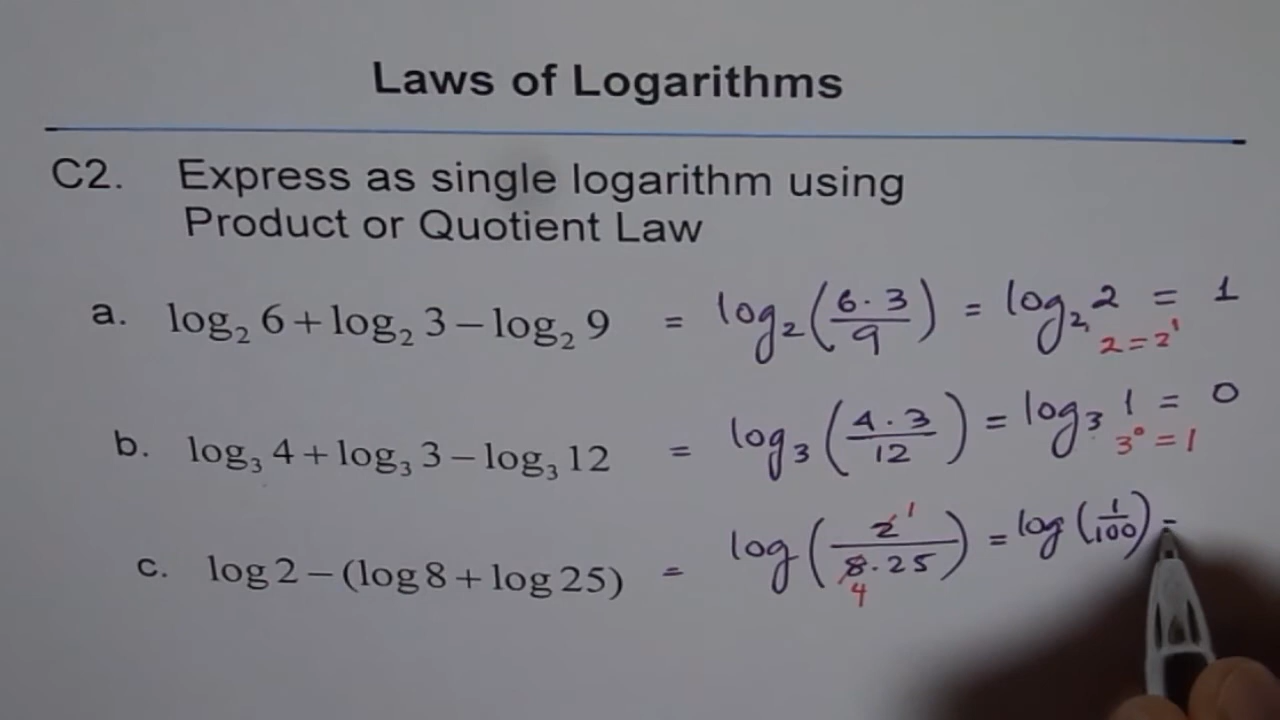 Laws of Logarithms
C2. Express as single logarithm using
Product or Quotient Law
a. log₂ 6 + log₂ 3 – log₂ 9 = log₂(6·3/9) = log₂ 2 = 1
2 = 2¹
b. log₃ 4 + log₃ 3 – log₃ 12 = log₃(4·3/12) = log₃ 1 = 0
3⁰ = 1
c. log 2 – (log 8 + log 25) = log(2/8·25) = log(1/100) =
1
4